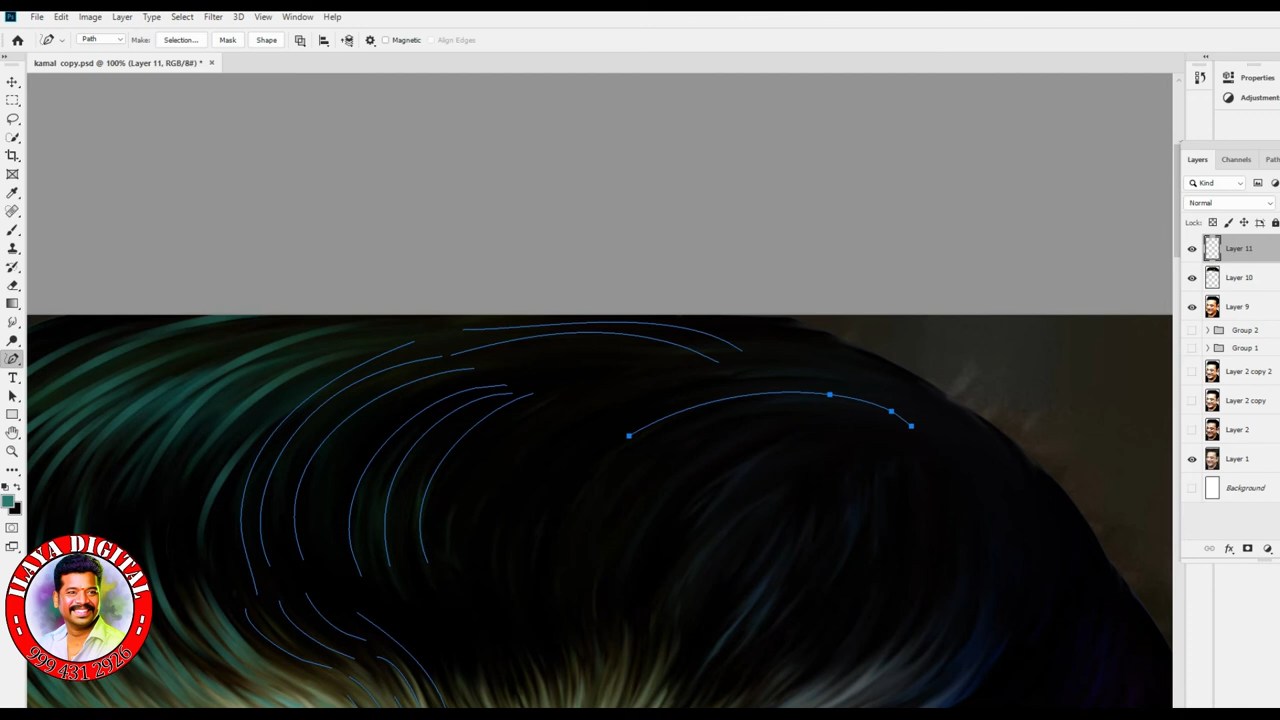 Ps File Edit Image Layer Type Select Filter 3D View Window Help
Path Make: Selection... Mask Shape Magnetic Align Edges
kamal copy.psd @ 100% (Layer 11, RGB/8#) * ×
Properties
Adjustment
Layers Channels Path
Kind
Normal
Lock:
Layer 11
Layer 10
Layer 9
Group 2
Group 1
Layer 2 copy 2
Layer 2 copy
Layer 2
Layer 1
Background
fx
ILAYA DIGITAL
999 431 2926